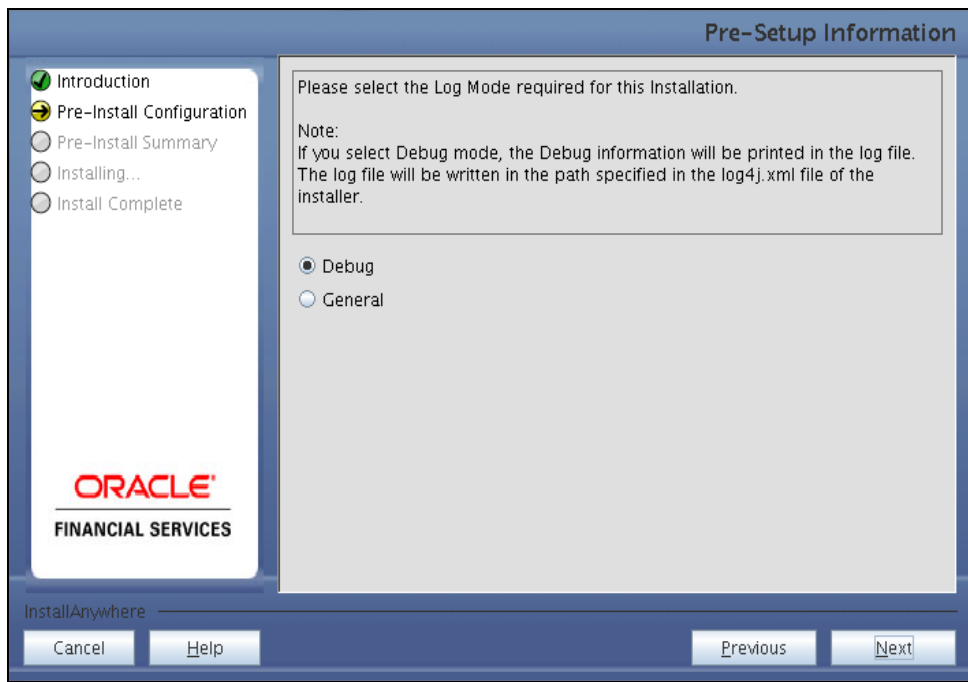 Pre-Setup Information
Introduction
Pre-Install Configuration
Pre-Install Summary
Installing...
Install Complete
ORACLE'
FINANCIAL SERVICES
Please select the Log Mode required for this Installation.
Note:
If you select Debug mode, the Debug information will be printed in the log file.
The log file will be written in the path specified in the log4j.xml file of the
installer.
Debug
General
InstallAnywhere
Cancel
Help
Previous
Next